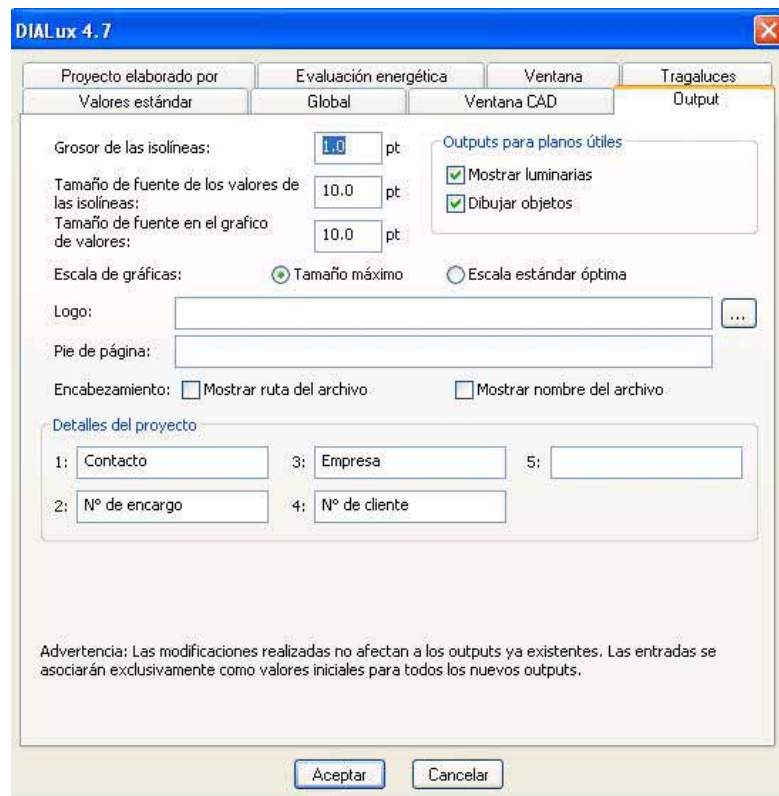 DIALux 4.7
Proyecto elaborado por Evaluación energética Ventana Tragaluces
Valores estándar Global Ventana CAD Output
Grosor de las isolíneas: 1.0 pt
Tamaño de fuente de los valores de
las isolíneas: 10.0 pt
Tamaño de fuente en el grafico
de valores: 10.0 pt
Outputs para planos útiles
Mostrar luminarias
Dibujar objetos
Escala de gráficas: Tamaño máximo Escala estándar óptima
Logo: ...
Pie de página:
Encabezamiento: Mostrar ruta del archivo Mostrar nombre del archivo
Detalles del proyecto
1: Contacto 3: Empresa 5:
2: Nº de encargo 4: Nº de cliente
Advertencia: Las modificaciones realizadas no afectan a los outputs ya existentes. Las entradas se
asociarán exclusivamente como valores iniciales para todos los nuevos outputs.
Aceptar Cancelar